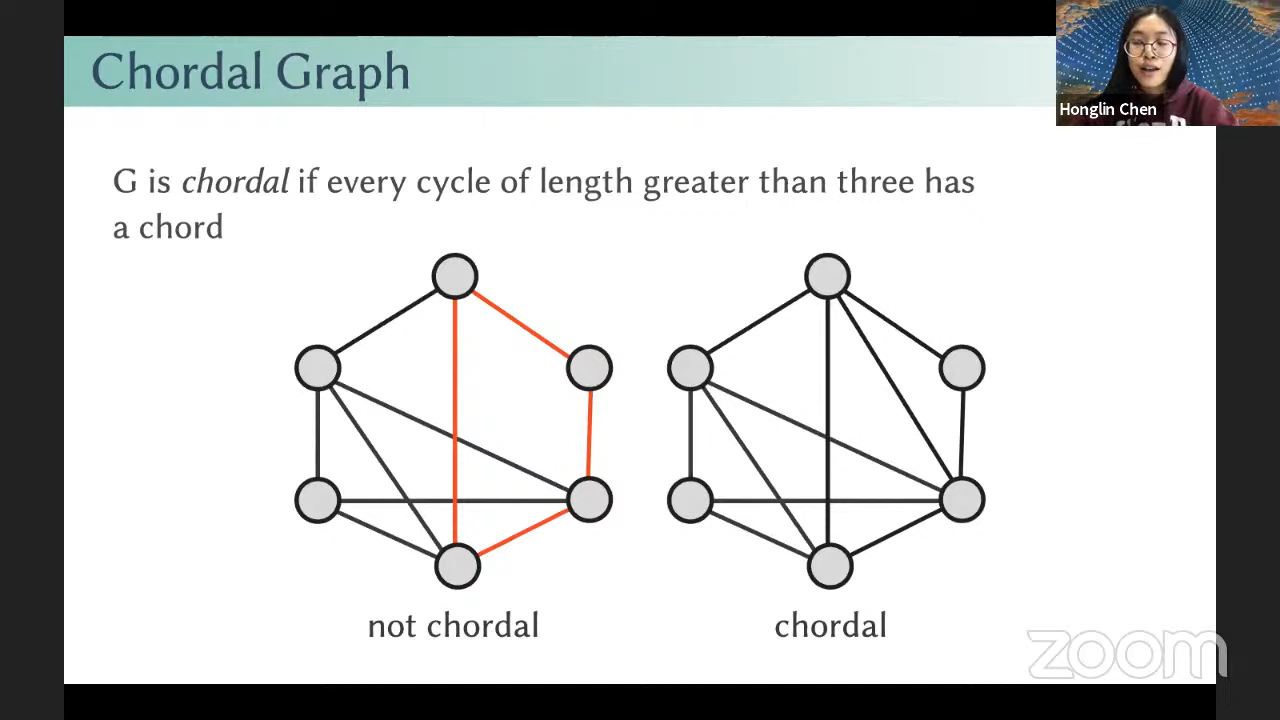 Chordal Graph
Honglin Chen
G is chordal if every cycle of length greater than three has
a chord
not chordal
chordal
zoom